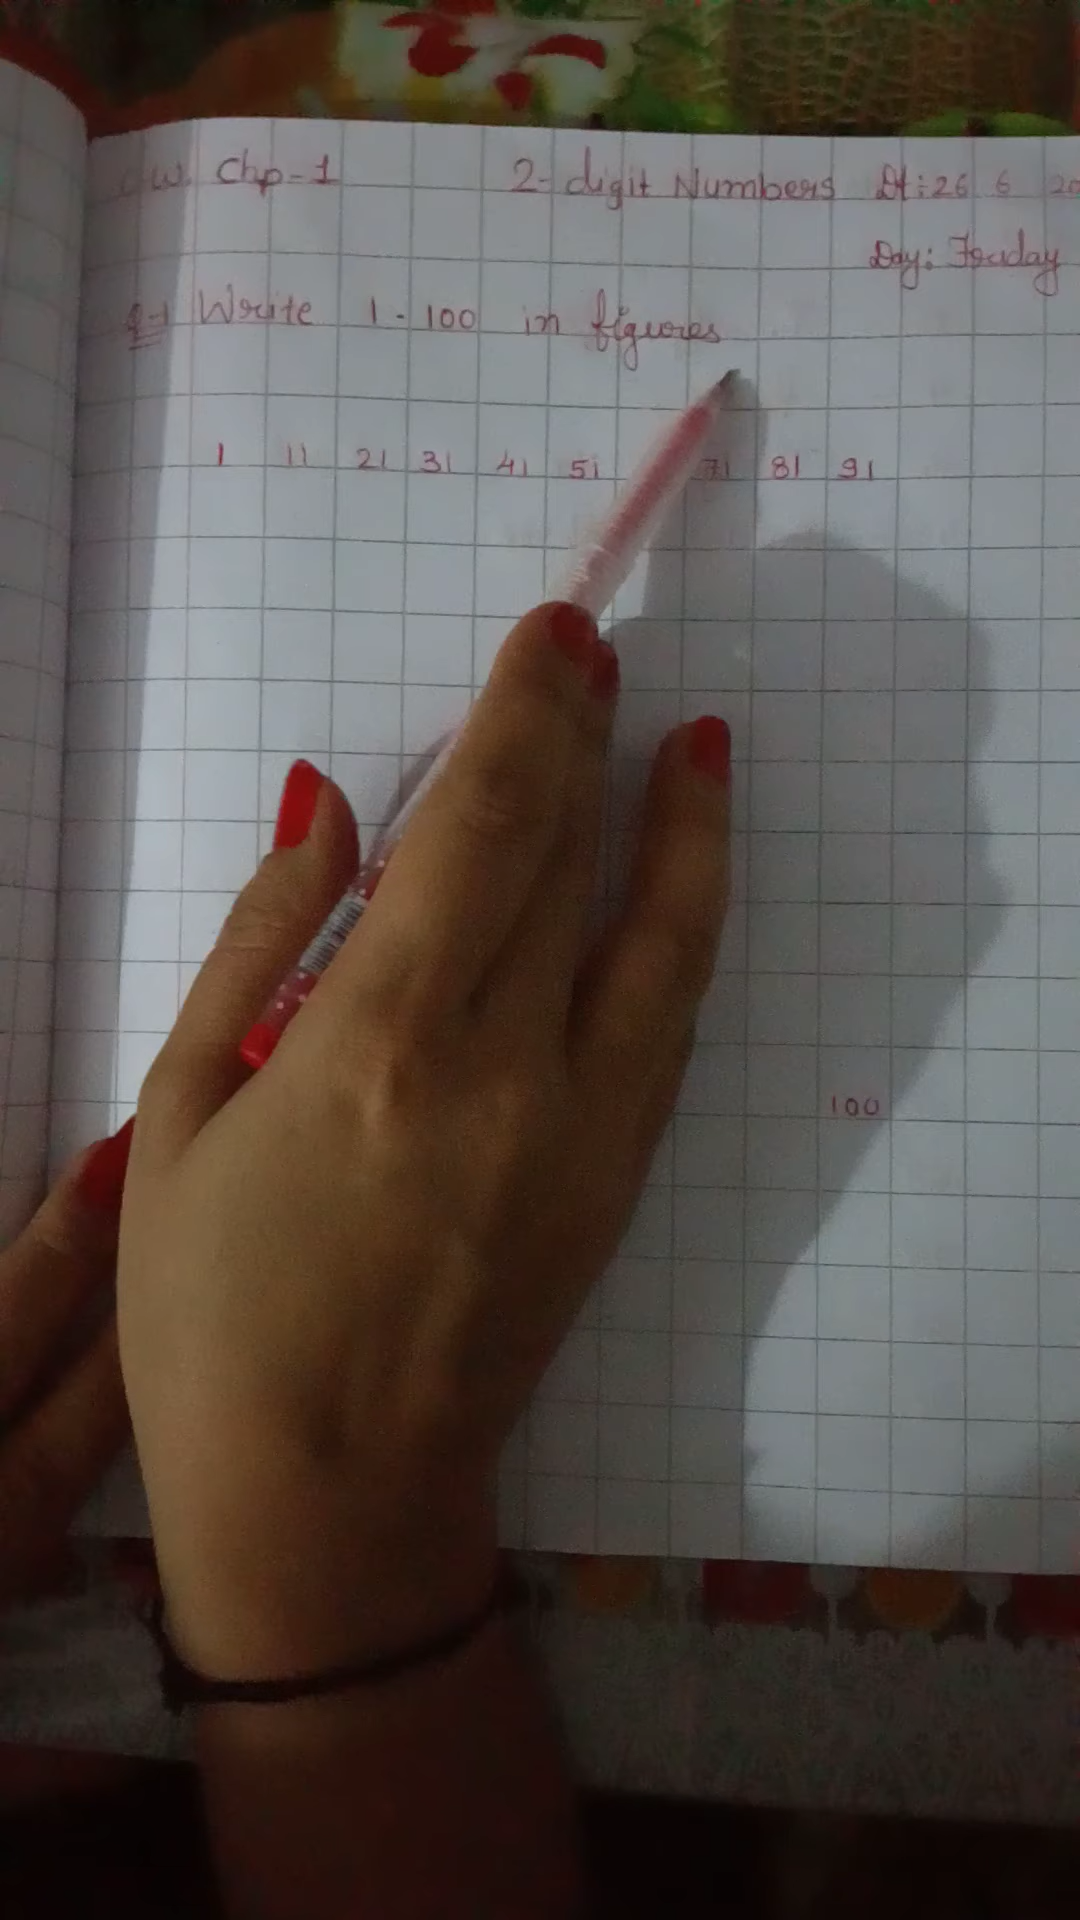 C.W. Chp-1 2-digit Numbers Dt:26 6 20
Day: Friday
Q-1 Write 1-100 in figures
1 11 21 31 41 51 71 81 91
100